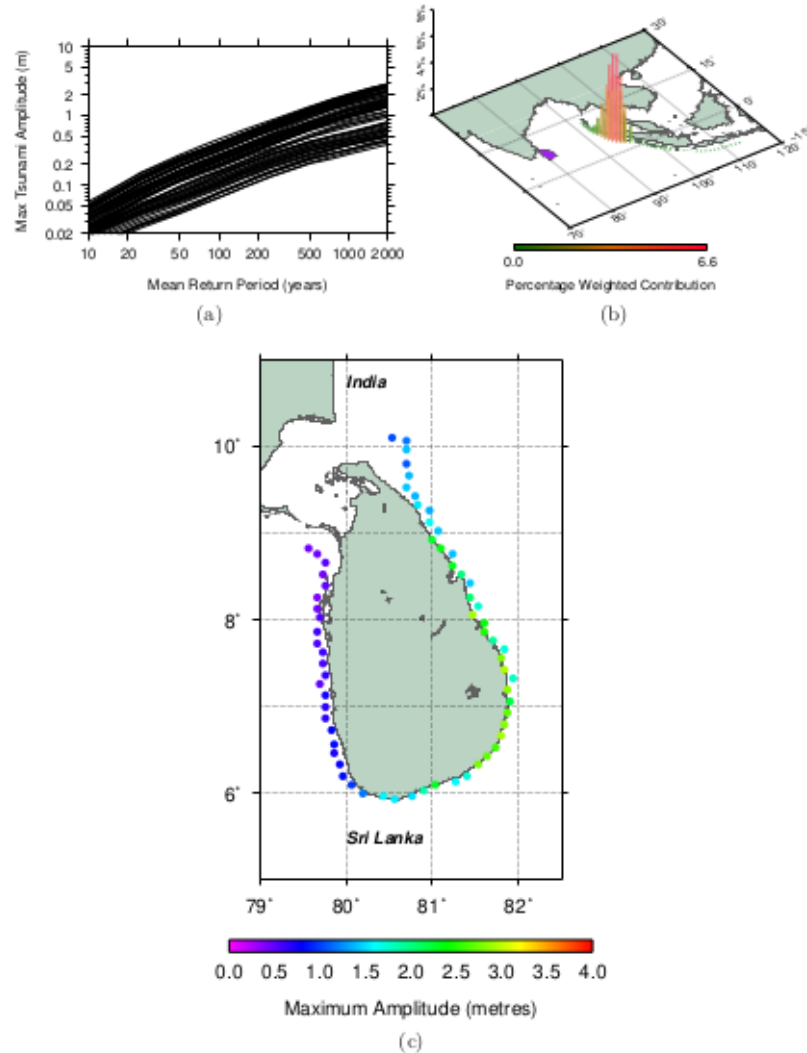 10
5
2
1
0.5
0.2
0.1
0.05
0.02
Max Tsunami Amplitude (m)
10 20 50 100 200 500 1000 2000
Mean Return Period (years)
(a)
8%
6%
4%
2%
30°
15°
0°
70° 80° 90° 100° 110° 120°
0.0 6.6
Percentage Weighted Contribution
(b)
India
10°
8°
6°
Sri Lanka
79° 80° 81° 82°
0.0 0.5 1.0 1.5 2.0 2.5 3.0 3.5 4.0
Maximum Amplitude (metres)
(c)